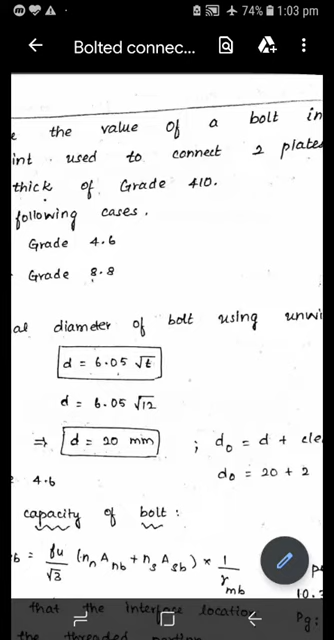 74% 1:03 pm
Bolted connec...
e the value of a bolt in
int used to connect 2 plates
thick of Grade 410.
following cases.
Grade 4.6
Grade 8.8
al diameter of bolt using unwi
d = 6.05 √t
d = 6.05 √12
⇒ d = 20 mm ; d₀ = d + cle
d₀ = 20 + 2
4.6
capacity of bolt :
b = fu/√3 (nn Anb + ns Asb) × 1/γmb
10.3
that the interface location Pg:
the threaded portion